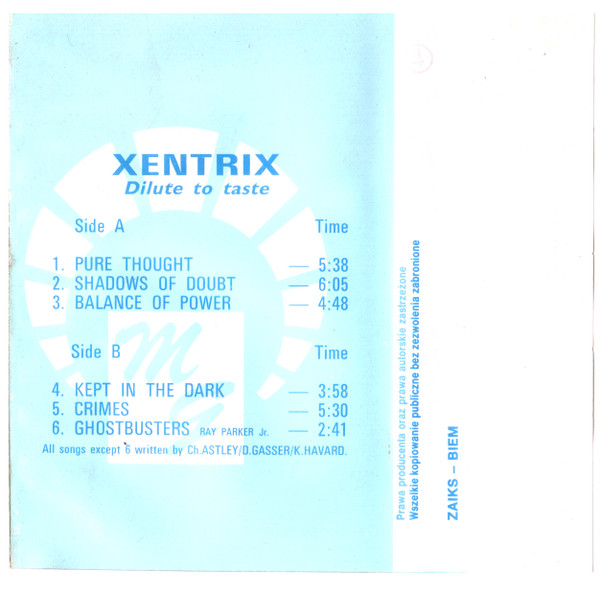 XENTRIX
Dilute to taste
Side A Time
1. PURE THOUGHT — 5:38
2. SHADOWS OF DOUBT — 6:05
3. BALANCE OF POWER — 4:48
Side B Time
4. KEPT IN THE DARK — 3:58
5. CRIMES — 5:30
6. GHOSTBUSTERS RAY PARKER Jr. — 2:41
All songs except 6 written by Ch.ASTLEY/D.GASSER/K.HAVARD.
Prawa producenta oraz prawa autorskie zastrzeżone
Wszelkie kopiowanie publiczne bez zezwolenia zabronione
ZAIKS – BIEM